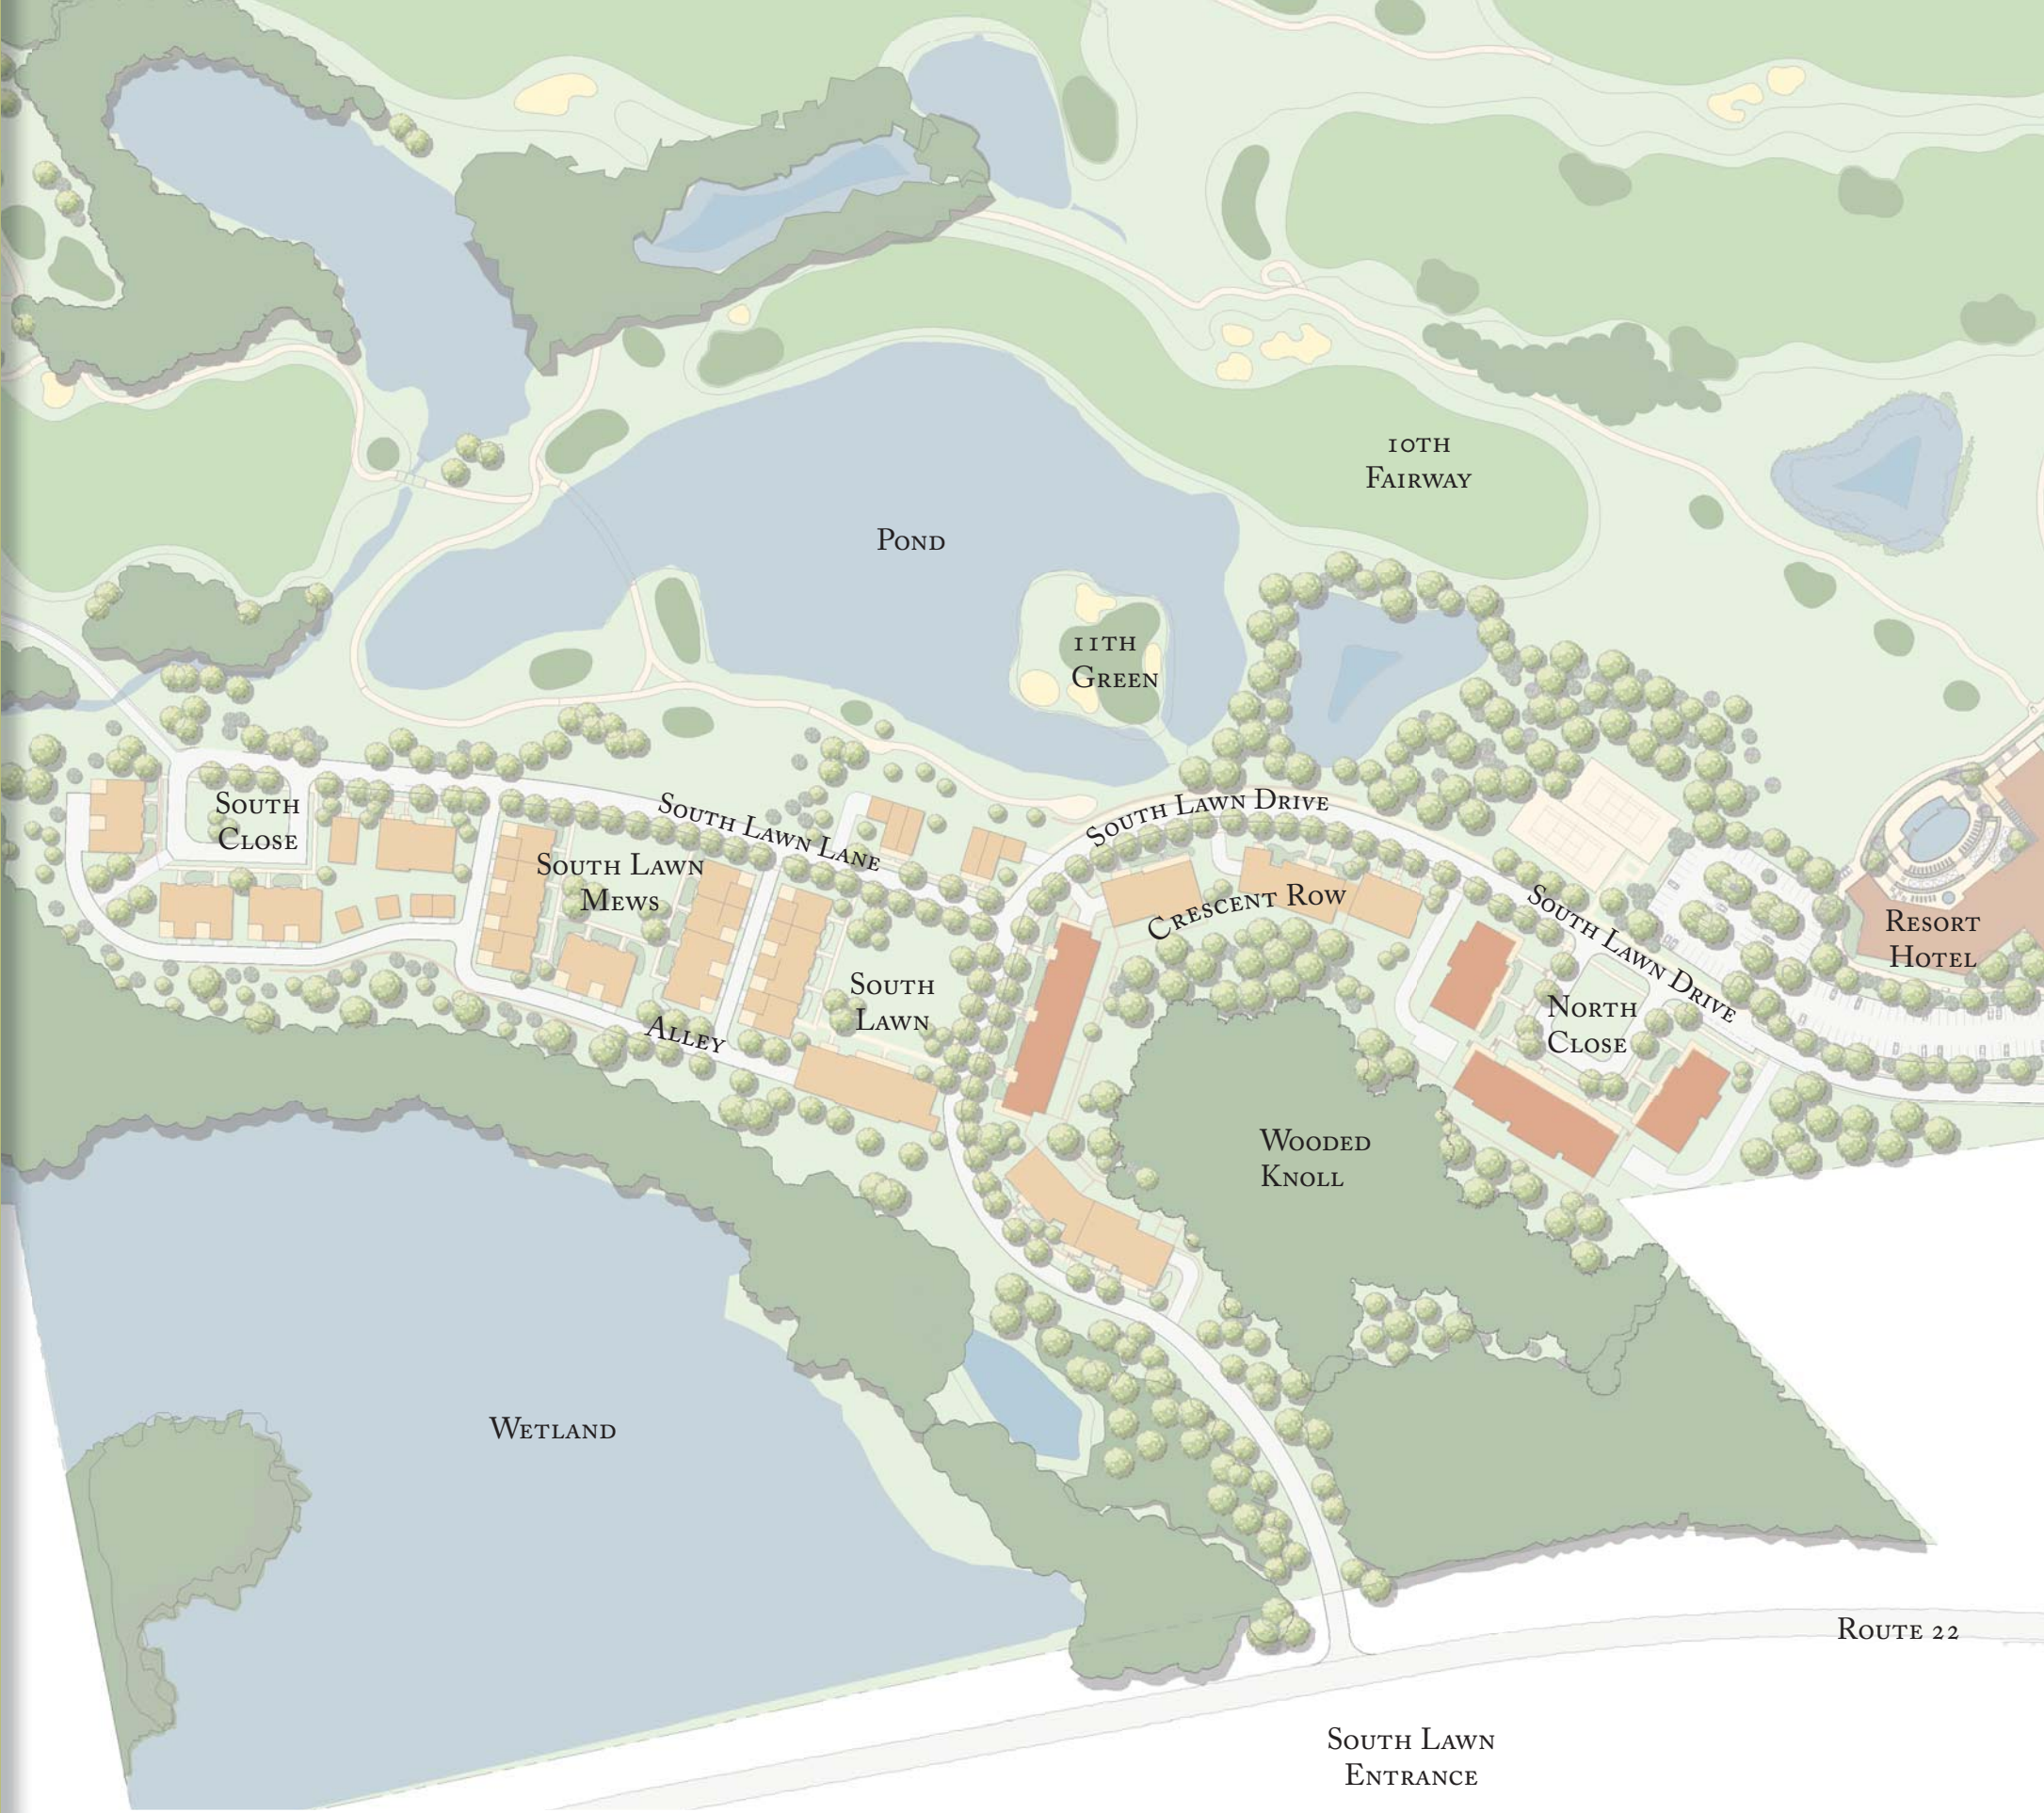 10th
Fairway
Pond
11th
Green
South Lawn Drive
South
Close
South Lawn Lane
South Lawn
Mews
Crescent Row
South Lawn Drive
Resort
Hotel
South
Lawn
North
Close
Alley
Wooded
Knoll
Wetland
Route 22
South Lawn
Entrance